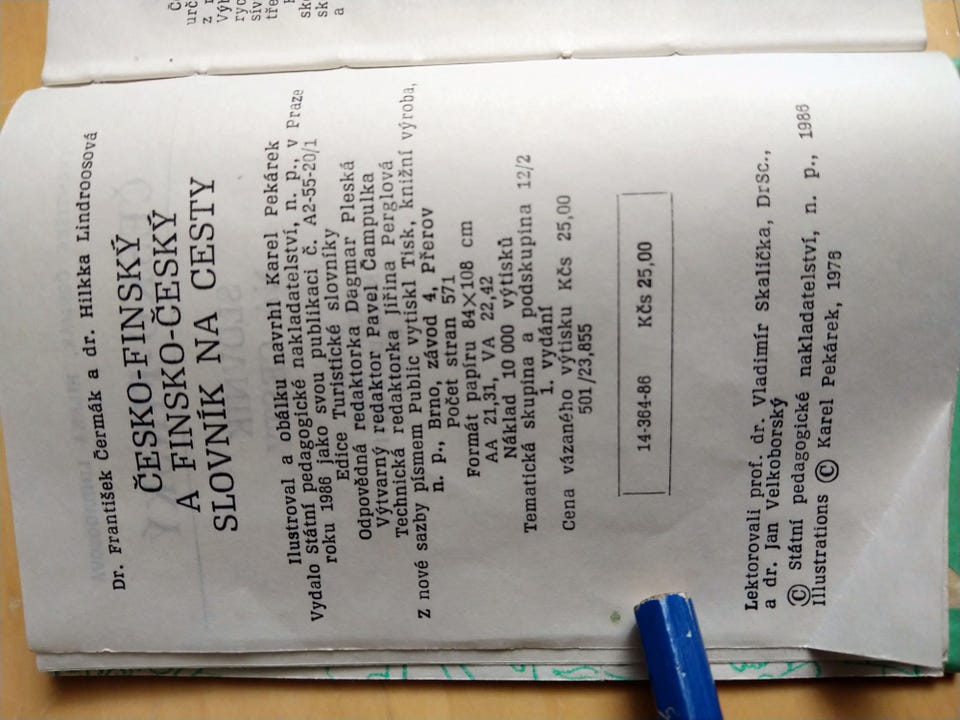 Dr. František Čermák a dr. Hilkka Lindroosová
ČESKO-FINSKÝ
A FINSKO-ČESKÝ
SLOVNÍK NA CESTY
Ilustroval a obálku navrhl Karel Pekárek
Vydalo Státní pedagogické nakladatelství, n. p., v Praze
roku 1986 jako svou publikaci č. A2-55-20/1
Edice Turistické slovníky
Odpovědná redaktorka Dagmar Pleská
Výtvarný redaktor Pavel Čampulka
Technická redaktorka Jiřina Perglová
Z nové sazby písmem Public vytiskl Tisk, knižní výroba,
n. p., Brno, závod 4, Přerov
Počet stran 571
Formát papíru 84×108 cm
AA 21,31, VA 22,42
Náklad 10 000 výtisků
Tematická skupina a podskupina 12/2
1. vydání
Cena vázaného výtisku Kčs 25,00
501/23,855
14-364-86 Kčs 25,00
Lektorovali prof. dr. Vladimír Skalička, DrSc.,
a dr. Jan Velkoborský
© Státní pedagogické nakladatelství, n. p., 1986
Illustrations © Karel Pekárek, 1978